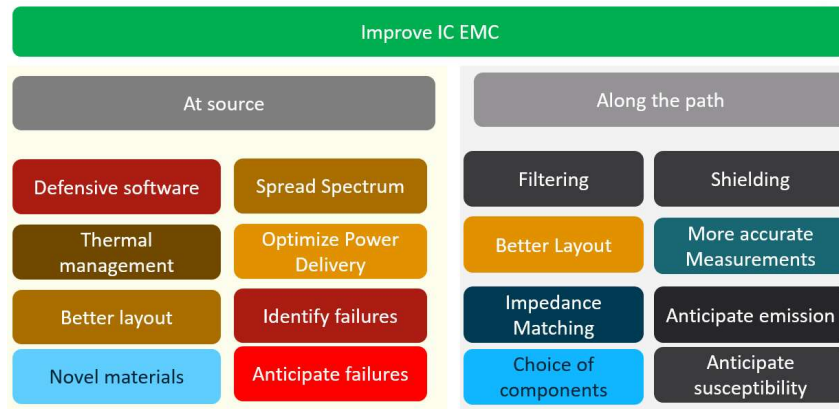 Improve IC EMC
At source
Along the path
Defensive software
Spread Spectrum
Filtering
Shielding
Thermal
management
Optimize Power
Delivery
Better Layout
More accurate
Measurements
Better layout
Identify failures
Impedance
Matching
Anticipate emission
Novel materials
Anticipate failures
Choice of
components
Anticipate
susceptibility